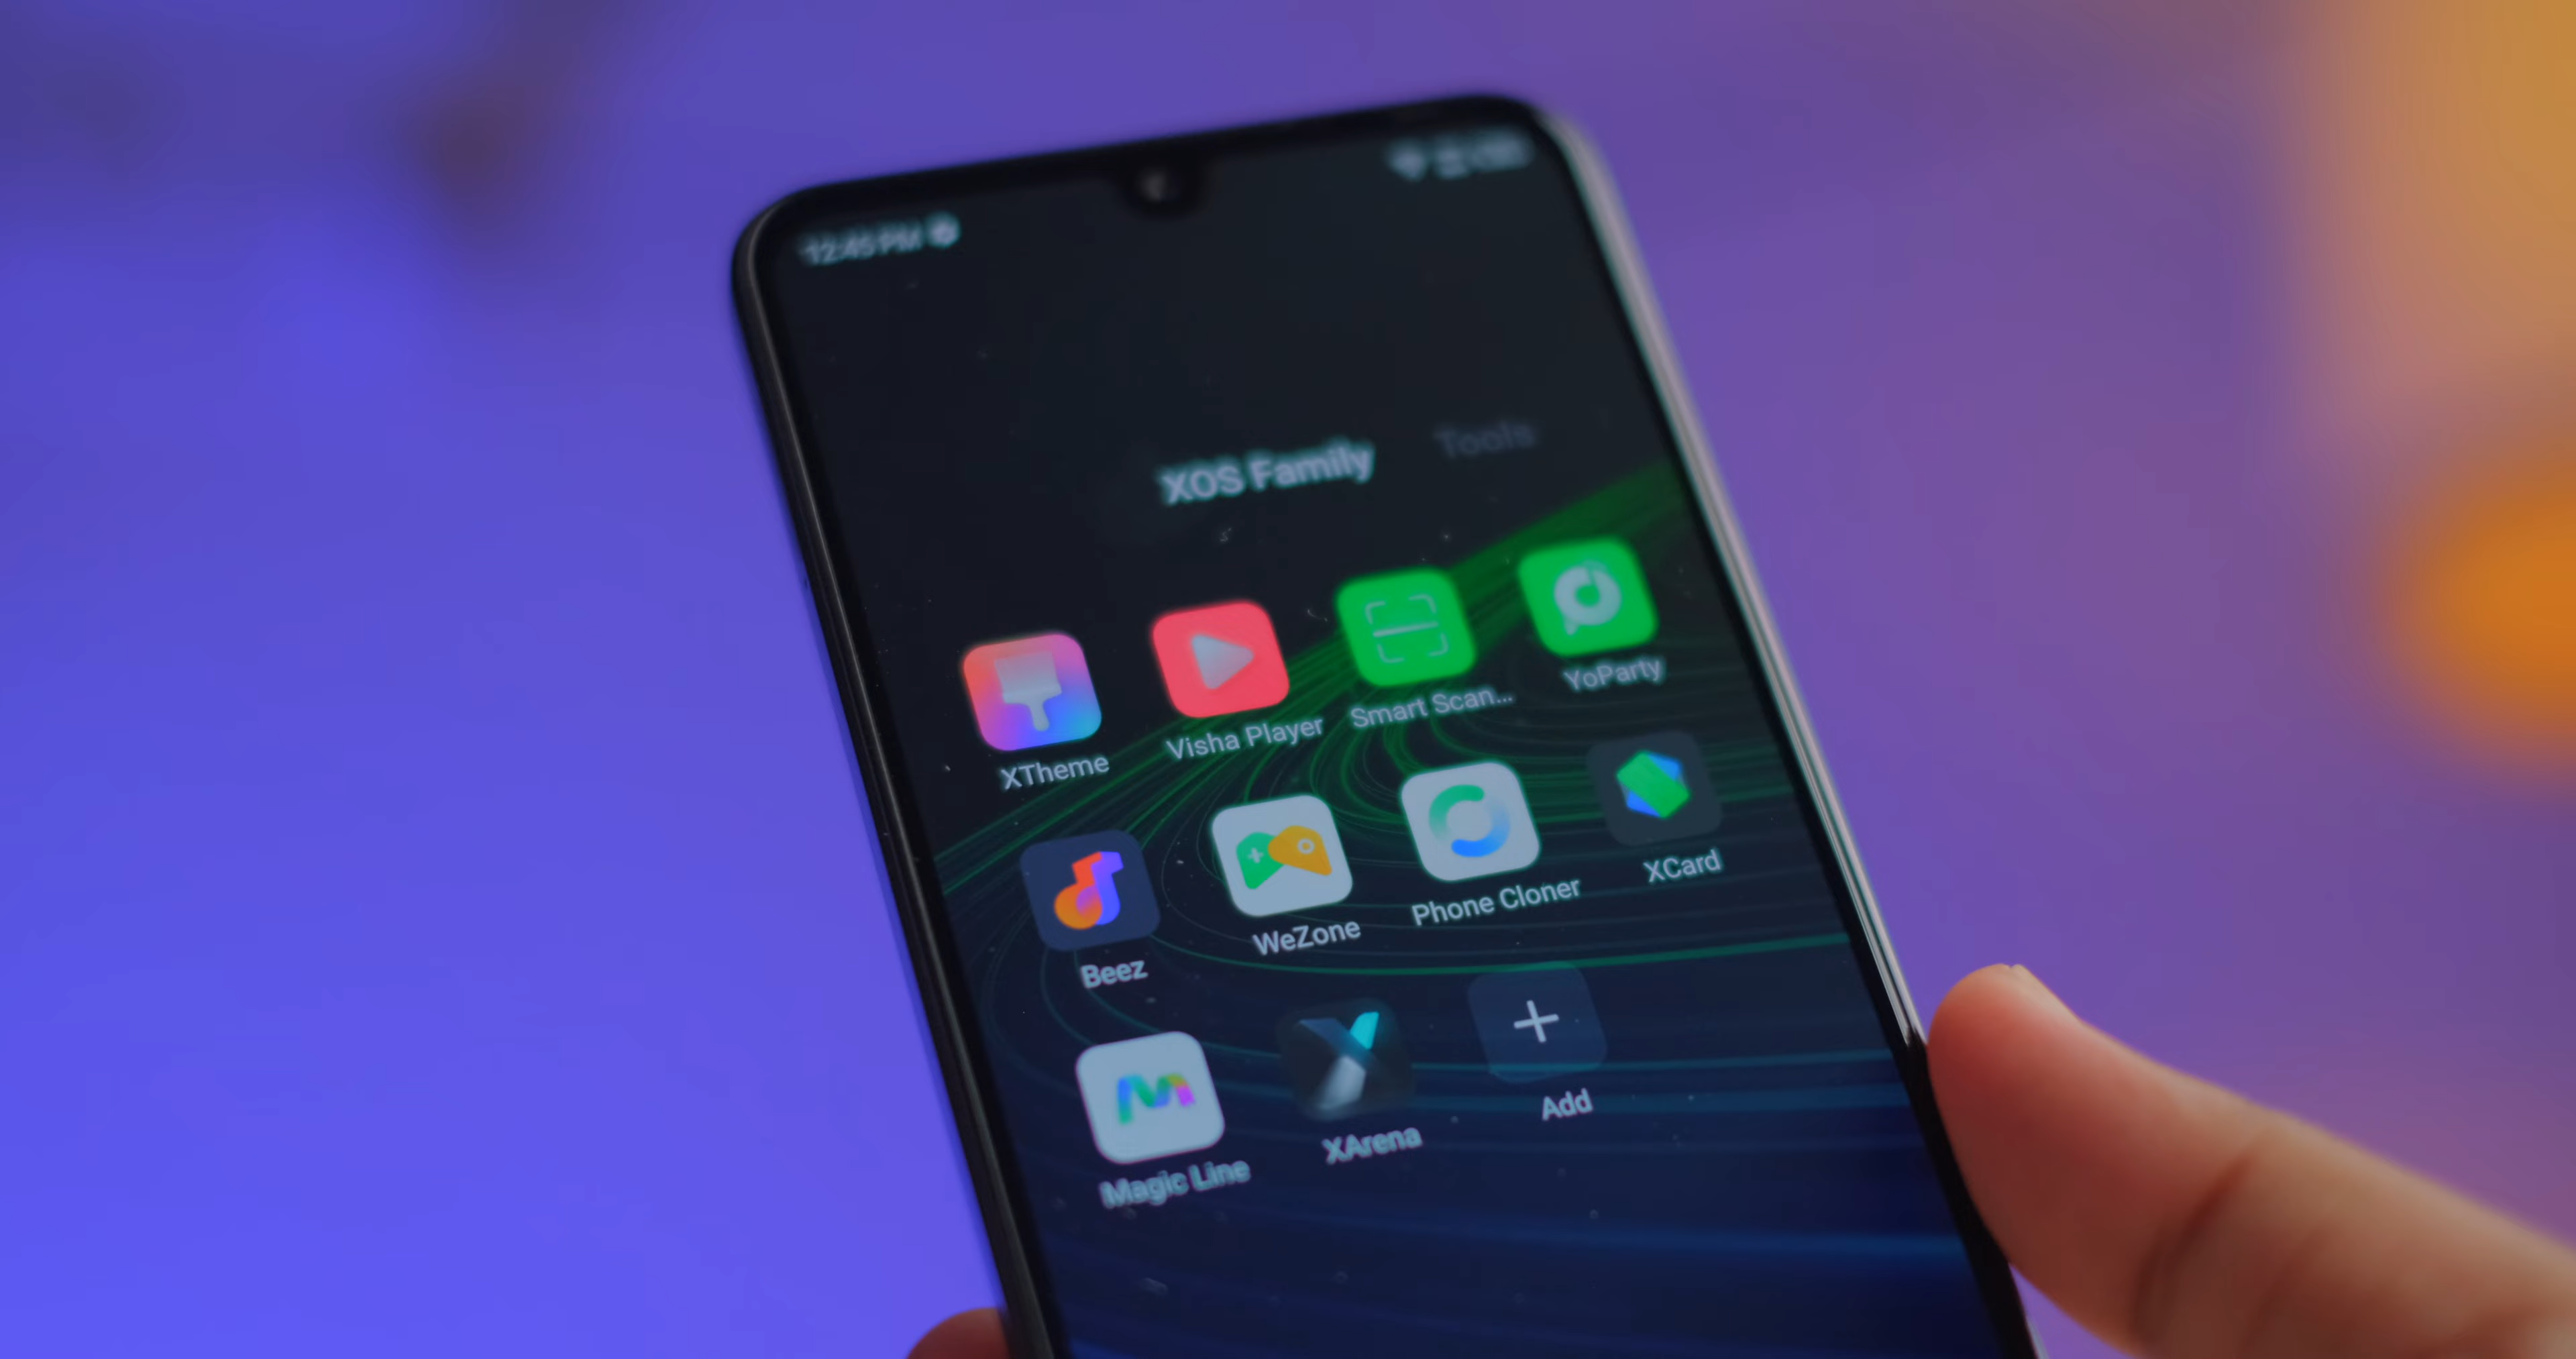 12:45 PM
XOS Family Tools
XTheme Visha Player Smart Scan... YoParty
Beez WeZone Phone Cloner XCard
Magic Line XArena Add